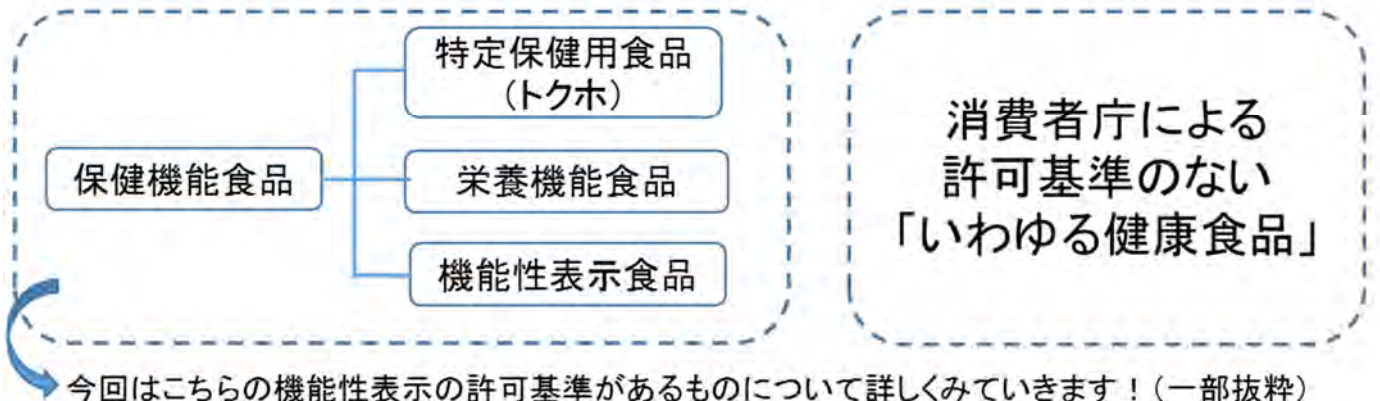 特定保健用食品
(トクホ)
保健機能食品
栄養機能食品
機能性表示食品
消費者庁による
許可基準のない
「いわゆる健康食品」
今回はこちらの機能性表示の許可基準があるものについて詳しくみていきます！(一部抜粋)